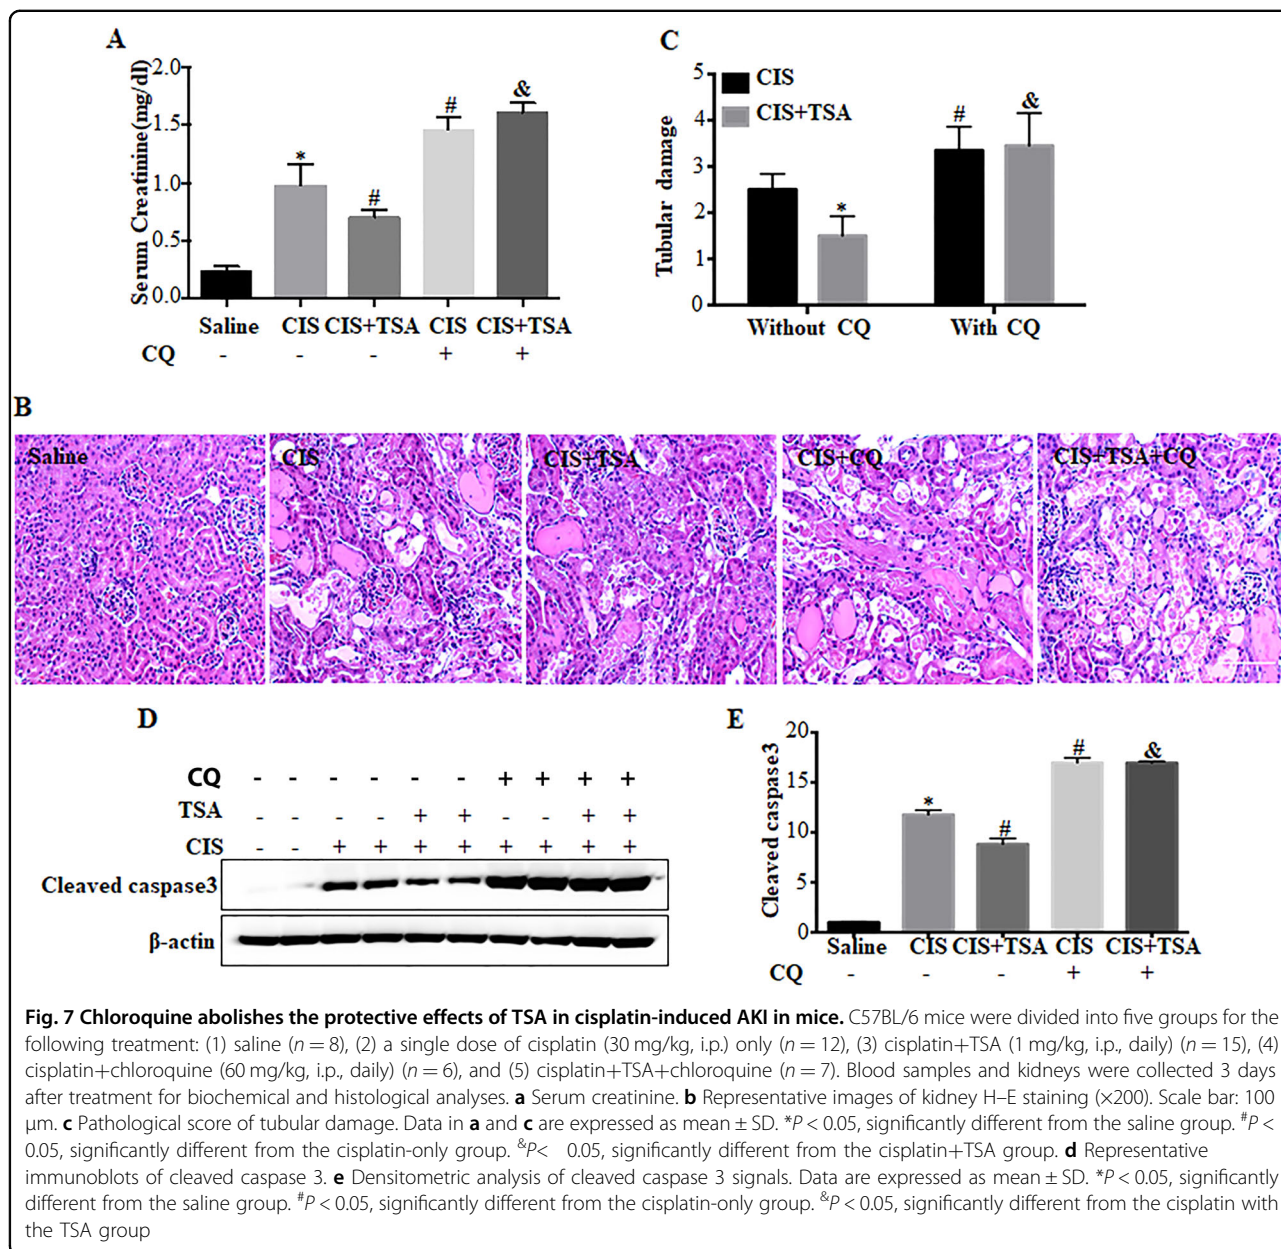 A
Serum Creatinine(mg/dl)
2.0
1.5
1.0
0.5
0.0
*
#
#
&
Saline CIS CIS+TSA CIS CIS+TSA
CQ - - - + +
C
Tubular damage
5
4
3
2
1
0
CIS
CIS+TSA
*
#
&
Without CQ With CQ
B
Saline CIS CIS+TSA CIS+CQ CIS+TSA+CQ
D
CQ - - - - - - + + + +
TSA - - - - + + - - + +
CIS - - + + + + + + + +
Cleaved caspase3
β-actin
E
Cleaved caspase3
20
15
10
5
0
*
#
#
&
Saline CIS CIS+TSA CIS CIS+TSA
CQ - - - + +
Fig. 7 Chloroquine abolishes the protective effects of TSA in cisplatin-induced AKI in mice. C57BL/6 mice were divided into five groups for the
following treatment: (1) saline (n = 8), (2) a single dose of cisplatin (30 mg/kg, i.p.) only (n = 12), (3) cisplatin+TSA (1 mg/kg, i.p., daily) (n = 15), (4)
cisplatin+chloroquine (60 mg/kg, i.p., daily) (n = 6), and (5) cisplatin+TSA+chloroquine (n = 7). Blood samples and kidneys were collected 3 days
after treatment for biochemical and histological analyses. a Serum creatinine. b Representative images of kidney H–E staining (×200). Scale bar: 100
μm. c Pathological score of tubular damage. Data in a and c are expressed as mean ± SD. *P < 0.05, significantly different from the saline group. #P <
0.05, significantly different from the cisplatin-only group. &P< 0.05, significantly different from the cisplatin+TSA group. d Representative
immunoblots of cleaved caspase 3. e Densitometric analysis of cleaved caspase 3 signals. Data are expressed as mean ± SD. *P < 0.05, significantly
different from the saline group. #P < 0.05, significantly different from the cisplatin-only group. &P < 0.05, significantly different from the cisplatin with
the TSA group